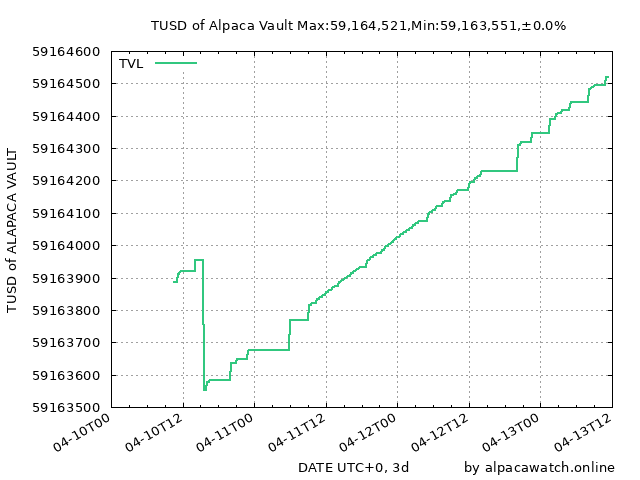 TUSD of Alpaca Vault Max:59,164,521,Min:59,163,551,±0.0%
TVL
TUSD of ALAPACA VAULT
59164600
59164500
59164400
59164300
59164200
59164100
59164000
59163900
59163800
59163700
59163600
59163500
04-10T00
04-10T12
04-11T00
04-11T12
04-12T00
04-12T12
04-13T00
04-13T12
DATE UTC+0, 3d
by alpacawatch.online